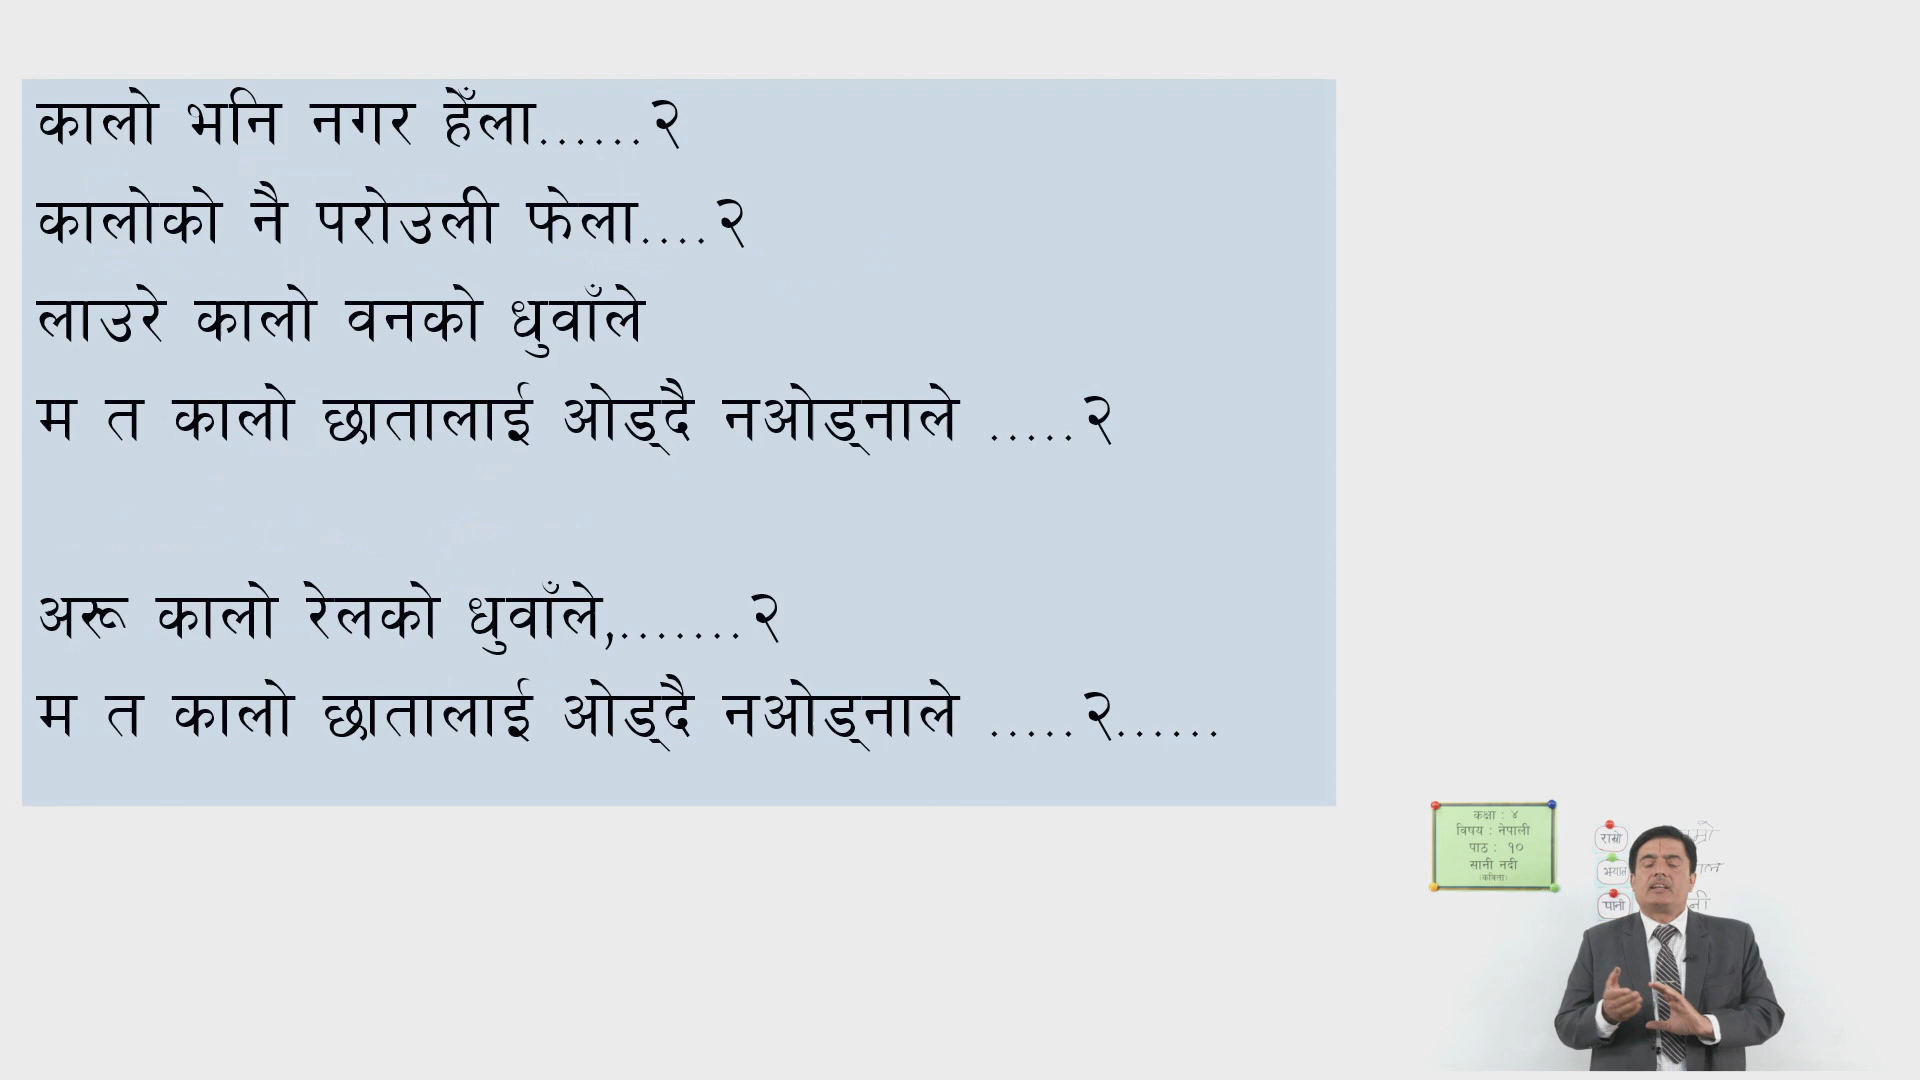 कालो भनि नगर हेँला......२
कालोको नै परोउली फेला....२
लाउरे कालो वनको धुवाँले
म त कालो छातालाई ओड्दै नओड्नाले .....२
अरू कालो रेलको धुवाँले,.......२
म त कालो छातालाई ओड्दै नओड्नाले .....२......
कक्षा : ४
विषय : नेपाली
पाठ : १०
सानी नदी
(कविता)
राम्रो
झ्याल
पानी